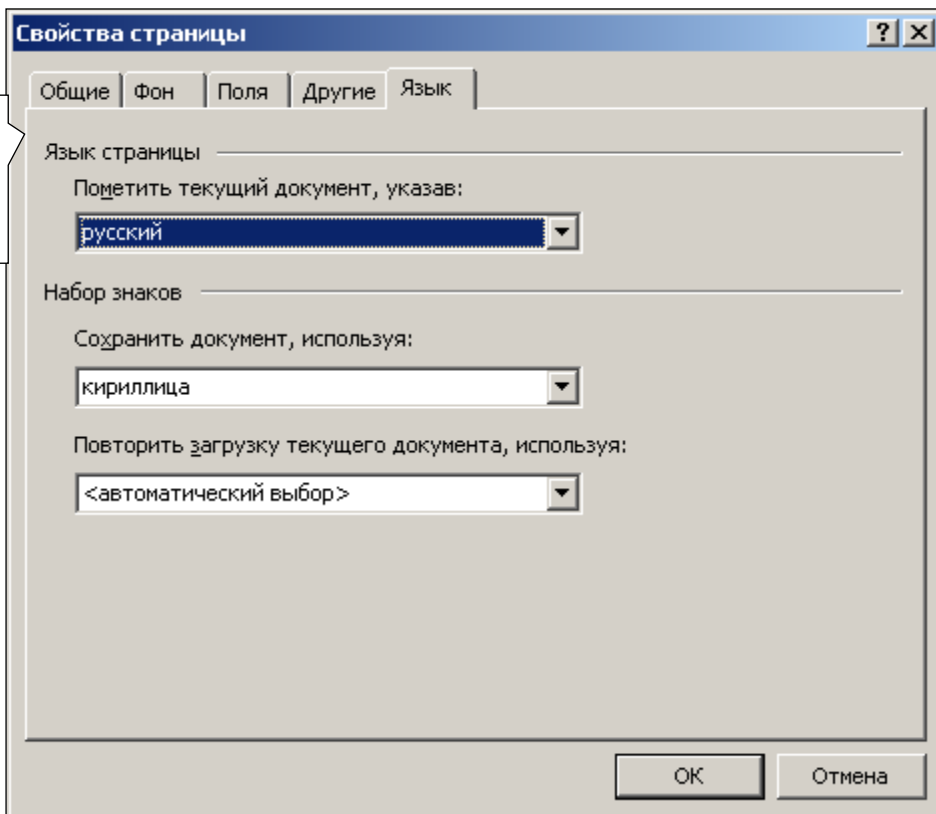 Свойства страницы
Общие Фон Поля Другие Язык
Язык страницы
Пометить текущий документ, указав:
русский
Набор знаков
Сохранить документ, используя:
кириллица
Повторить загрузку текущего документа, используя:
<автоматический выбор>
ОК Отмена